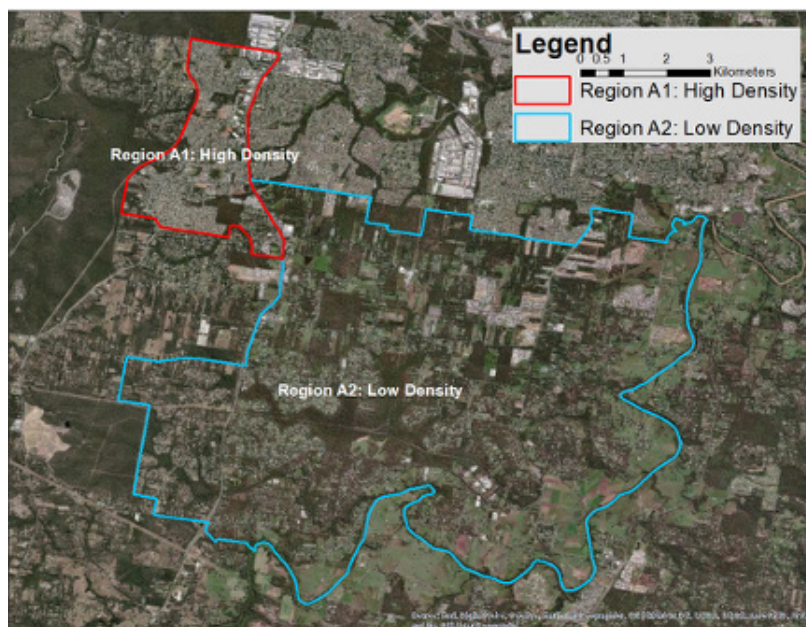 Legend
0 0.5 1 2 3
Kilometers
Region A1: High Density
Region A2: Low Density
Region A1: High Density
Region A2: Low Density